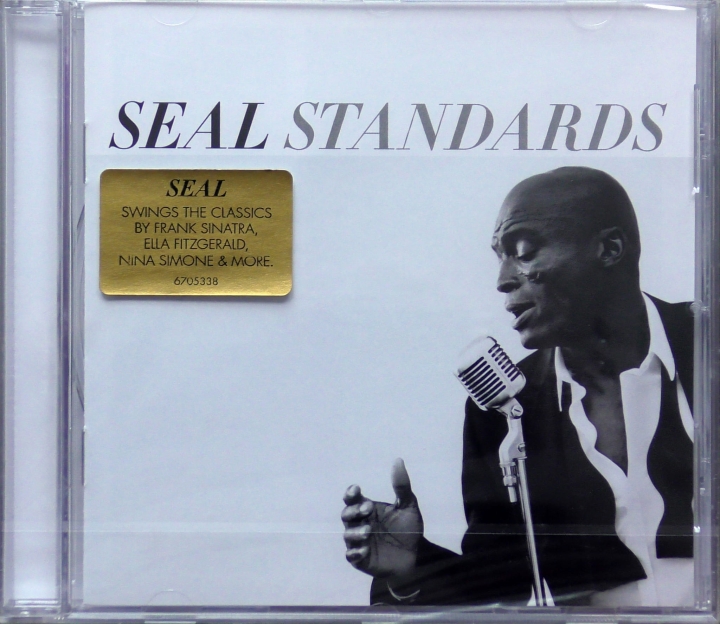 SEAL STANDARDS
SEAL
SWINGS THE CLASSICS
BY FRANK SINATRA,
ELLA FITZGERALD,
NINA SIMONE & MORE.
6705338